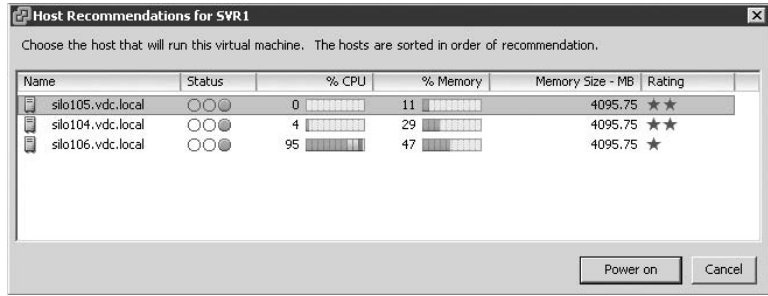 Host Recommendations for SVR1
Choose the host that will run this virtual machine. The hosts are sorted in order of recommendation.
Name Status % CPU % Memory Memory Size - MB Rating
silo105.vdc.local 0 11 4095.75
silo104.vdc.local 4 29 4095.75
silo106.vdc.local 95 47 4095.75
Power on Cancel